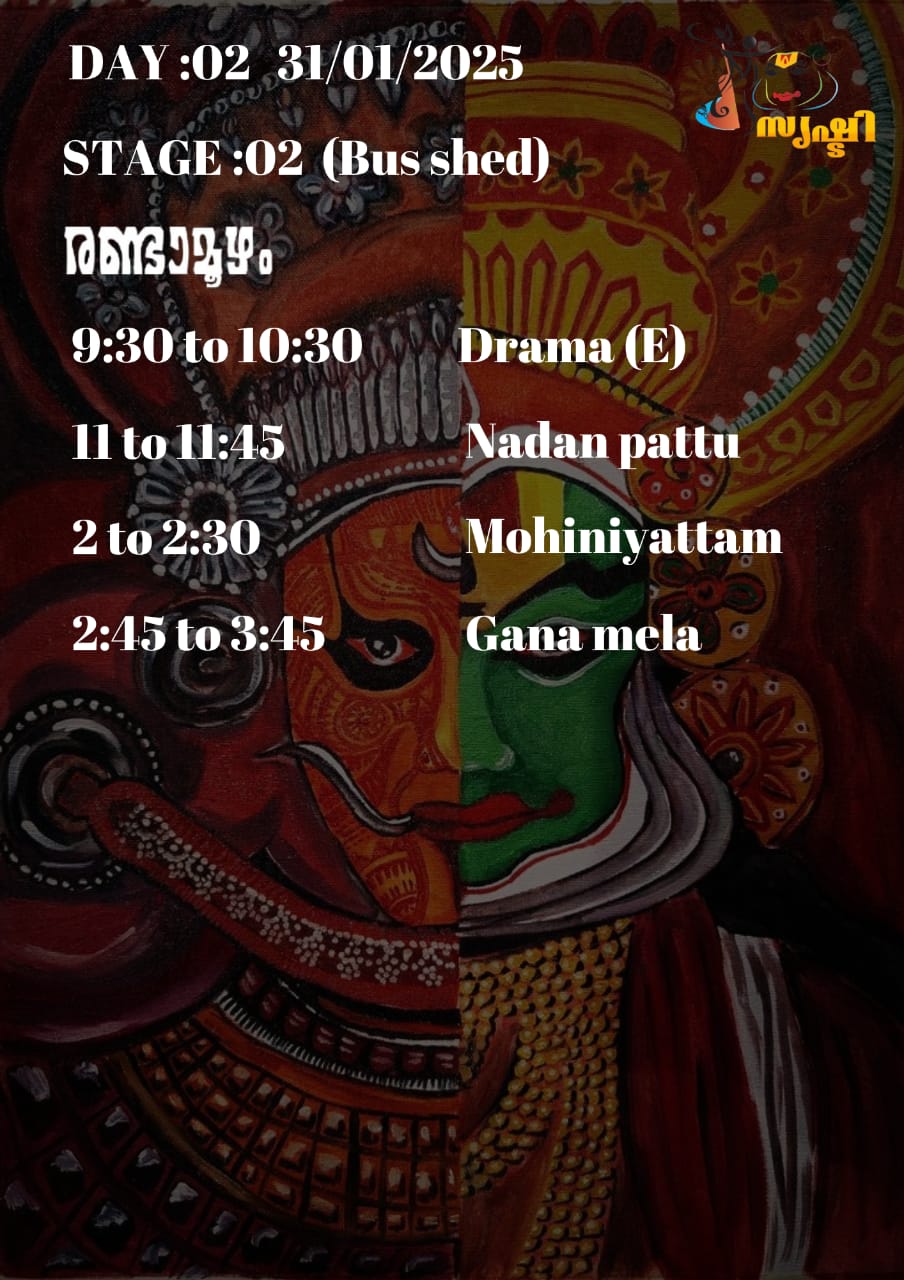 DAY :02 31/01/2025
സൃഷ്ടി
STAGE :02 (Bus shed)
രണ്ടാമൂഴം
9:30 to 10:30 Drama (E)
11 to 11:45 Nadan pattu
2 to 2:30 Mohiniyattam
2:45 to 3:45 Gana mela